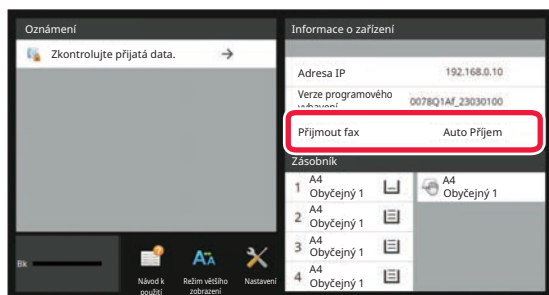 Oznámení
Zkontrolujte přijatá data.
Informace o zařízení
Adresa IP 192.168.0.10
Verze programového
vybavení 0078Q1Af_23030100
Přijmout fax Auto Příjem
Zásobník
1 A4
Obyčejný 1
A4
Obyčejný 1
2 A4
Obyčejný 1
3 A4
Obyčejný 1
4 A4
Obyčejný 1
Bk
Návod k
použití
Režim většího
zobrazení
Nastavení